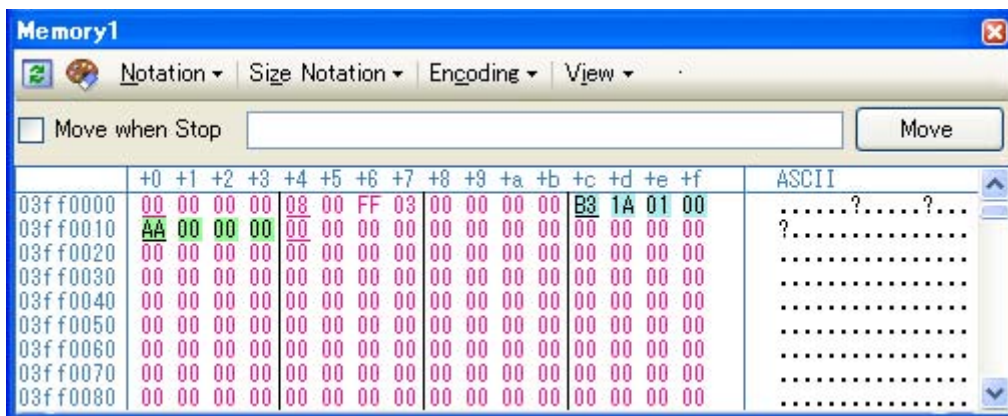 Memory1
Notation Size Notation Encoding View
Move when Stop Move
+0 +1 +2 +3 +4 +5 +6 +7 +8 +9 +a +b +c +d +e +f ASCII
03ff0000 00 00 00 00 08 00 FF 03 00 00 00 00 B3 1A 01 00 ......?.....?...
03ff0010 AA 00 00 00 00 00 00 00 00 00 00 00 00 00 00 00 ?...............
03ff0020 00 00 00 00 00 00 00 00 00 00 00 00 00 00 00 00 ................
03ff0030 00 00 00 00 00 00 00 00 00 00 00 00 00 00 00 00 ................
03ff0040 00 00 00 00 00 00 00 00 00 00 00 00 00 00 00 00 ................
03ff0050 00 00 00 00 00 00 00 00 00 00 00 00 00 00 00 00 ................
03ff0060 00 00 00 00 00 00 00 00 00 00 00 00 00 00 00 00 ................
03ff0070 00 00 00 00 00 00 00 00 00 00 00 00 00 00 00 00 ................
03ff0080 00 00 00 00 00 00 00 00 00 00 00 00 00 00 00 00 ................